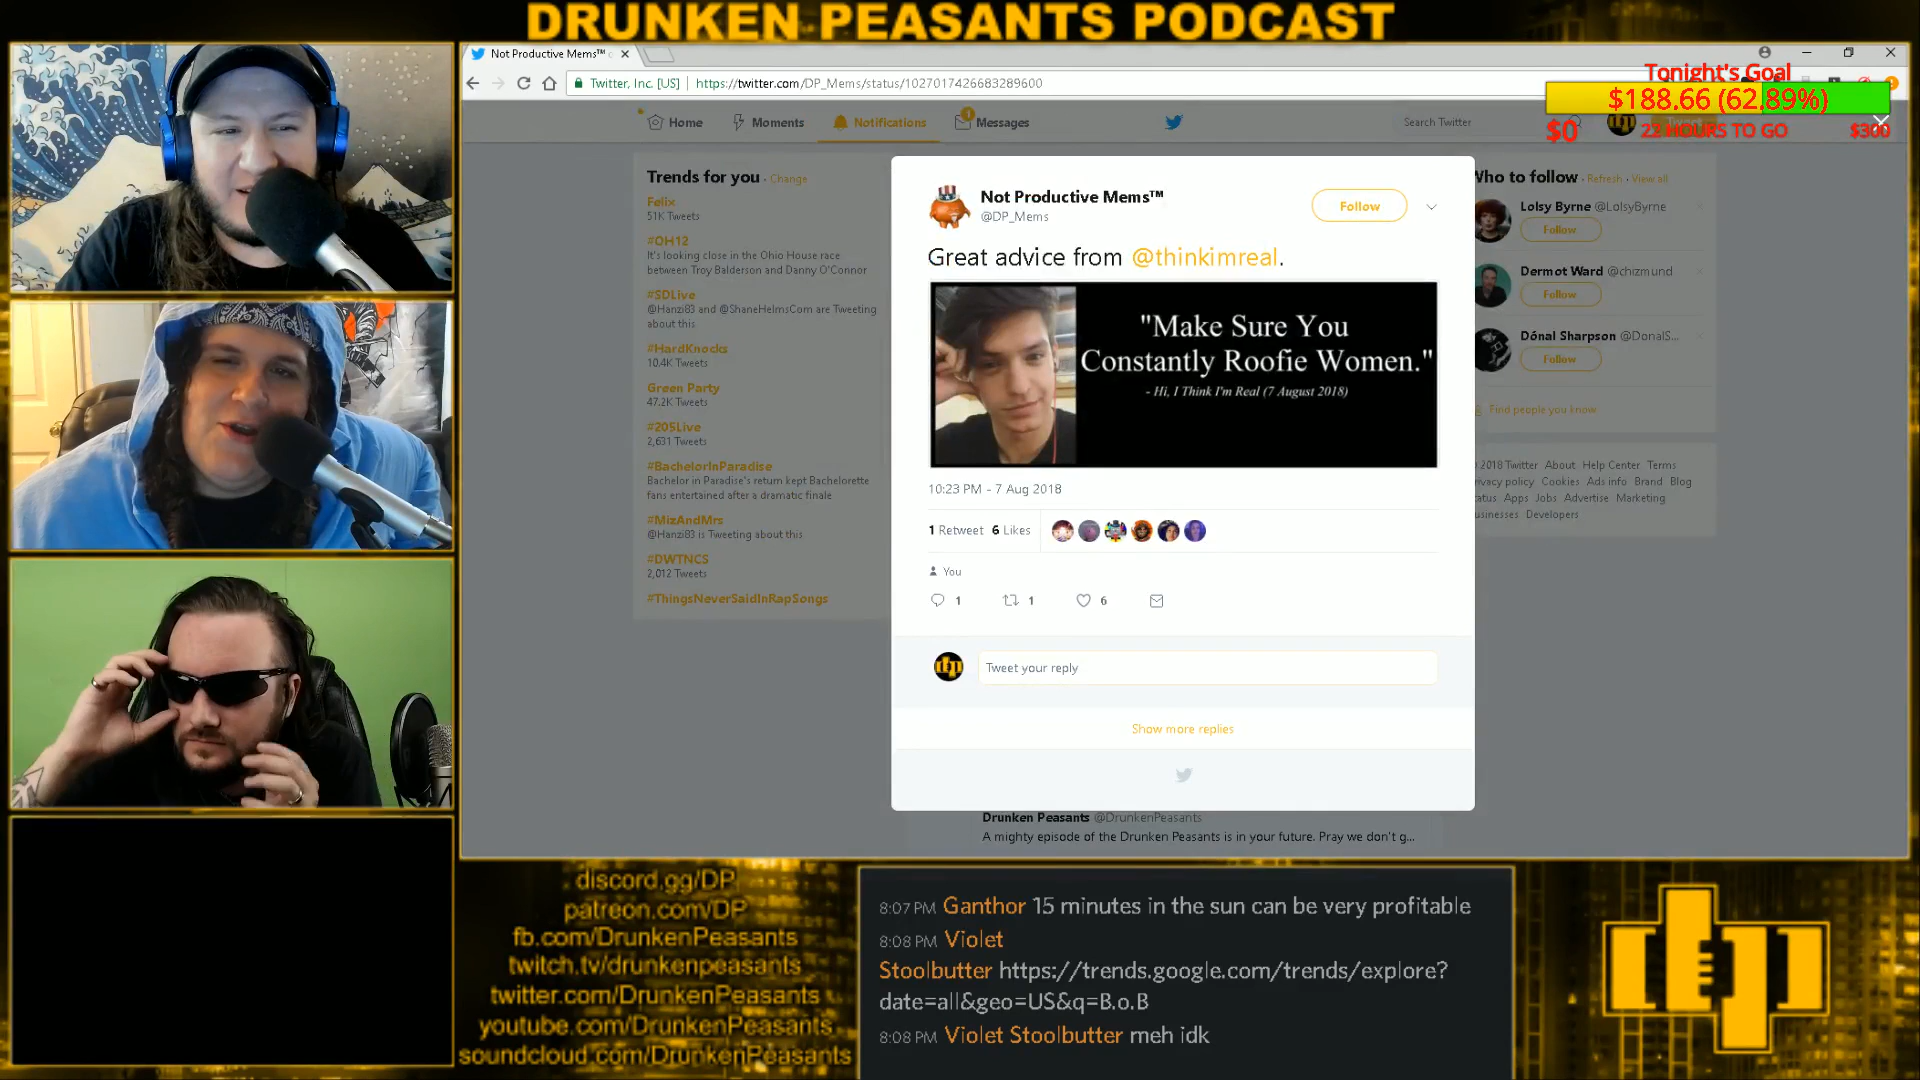 DRUNKEN PEASANTS PODCAST
Not Productive Mems™
Twitter, Inc. [US]
https://twitter.com/DP_Mems/status/1027017426683289600
Tonight's Goal
$188.66 (62.89%)
$0
22 HOURS TO GO
$300
Home
Moments
Notifications
1
Messages
Search Twitter
Trends for you · Change
Felix
51K Tweets
#OH12
It's looking close in the Ohio House race
between Troy Balderson and Danny O'Connor
#SDLive
@Hanzi83 and @ShaneHelmsCom are Tweeting
about this
#HardKnocks
10.4K Tweets
Green Party
47.2K Tweets
#205Live
2,631 Tweets
#BachelorInParadise
Bachelor in Paradise's return kept Bachelorette
fans entertained after a dramatic finale
#MizAndMrs
@Hanzi83 is Tweeting about this
#DWTNCS
2,012 Tweets
#ThingsNeverSaidInRapSongs
Not Productive Mems™
@DP_Mems
Follow
Great advice from @thinkimreal.
"Make Sure You
Constantly Roofie Women."
- Hi, I Think I'm Real (7 August 2018)
10:23 PM - 7 Aug 2018
1 Retweet 6 Likes
You
1
1
6
Tweet your reply
Show more replies
Drunken Peasants @DrunkenPeasants
A mighty episode of the Drunken Peasants is in your future. Pray we don't g...
Who to follow · Refresh · View all
Lolsy Byrne @LolsyByrne
Follow
Dermot Ward @chizmund
Follow
Dónal Sharpson @DonalS...
Follow
Find people you know
2018 Twitter About Help Center Terms
policy Cookies Ads info Brand Blog
Apps Jobs Advertise Marketing
Developers
discord.gg/DP
patreon.com/DP
fb.com/DrunkenPeasants
twitch.tv/drunkenpeasants
twitter.com/DrunkenPeasants
youtube.com/DrunkenPeasants
soundcloud.com/DrunkenPeasants
8:07 PM Ganthor 15 minutes in the sun can be very profitable
8:08 PM Violet
Stoolbutter https://trends.google.com/trends/explore?
date=all&geo=US&q=B.o.B
8:08 PM Violet Stoolbutter meh idk
dp